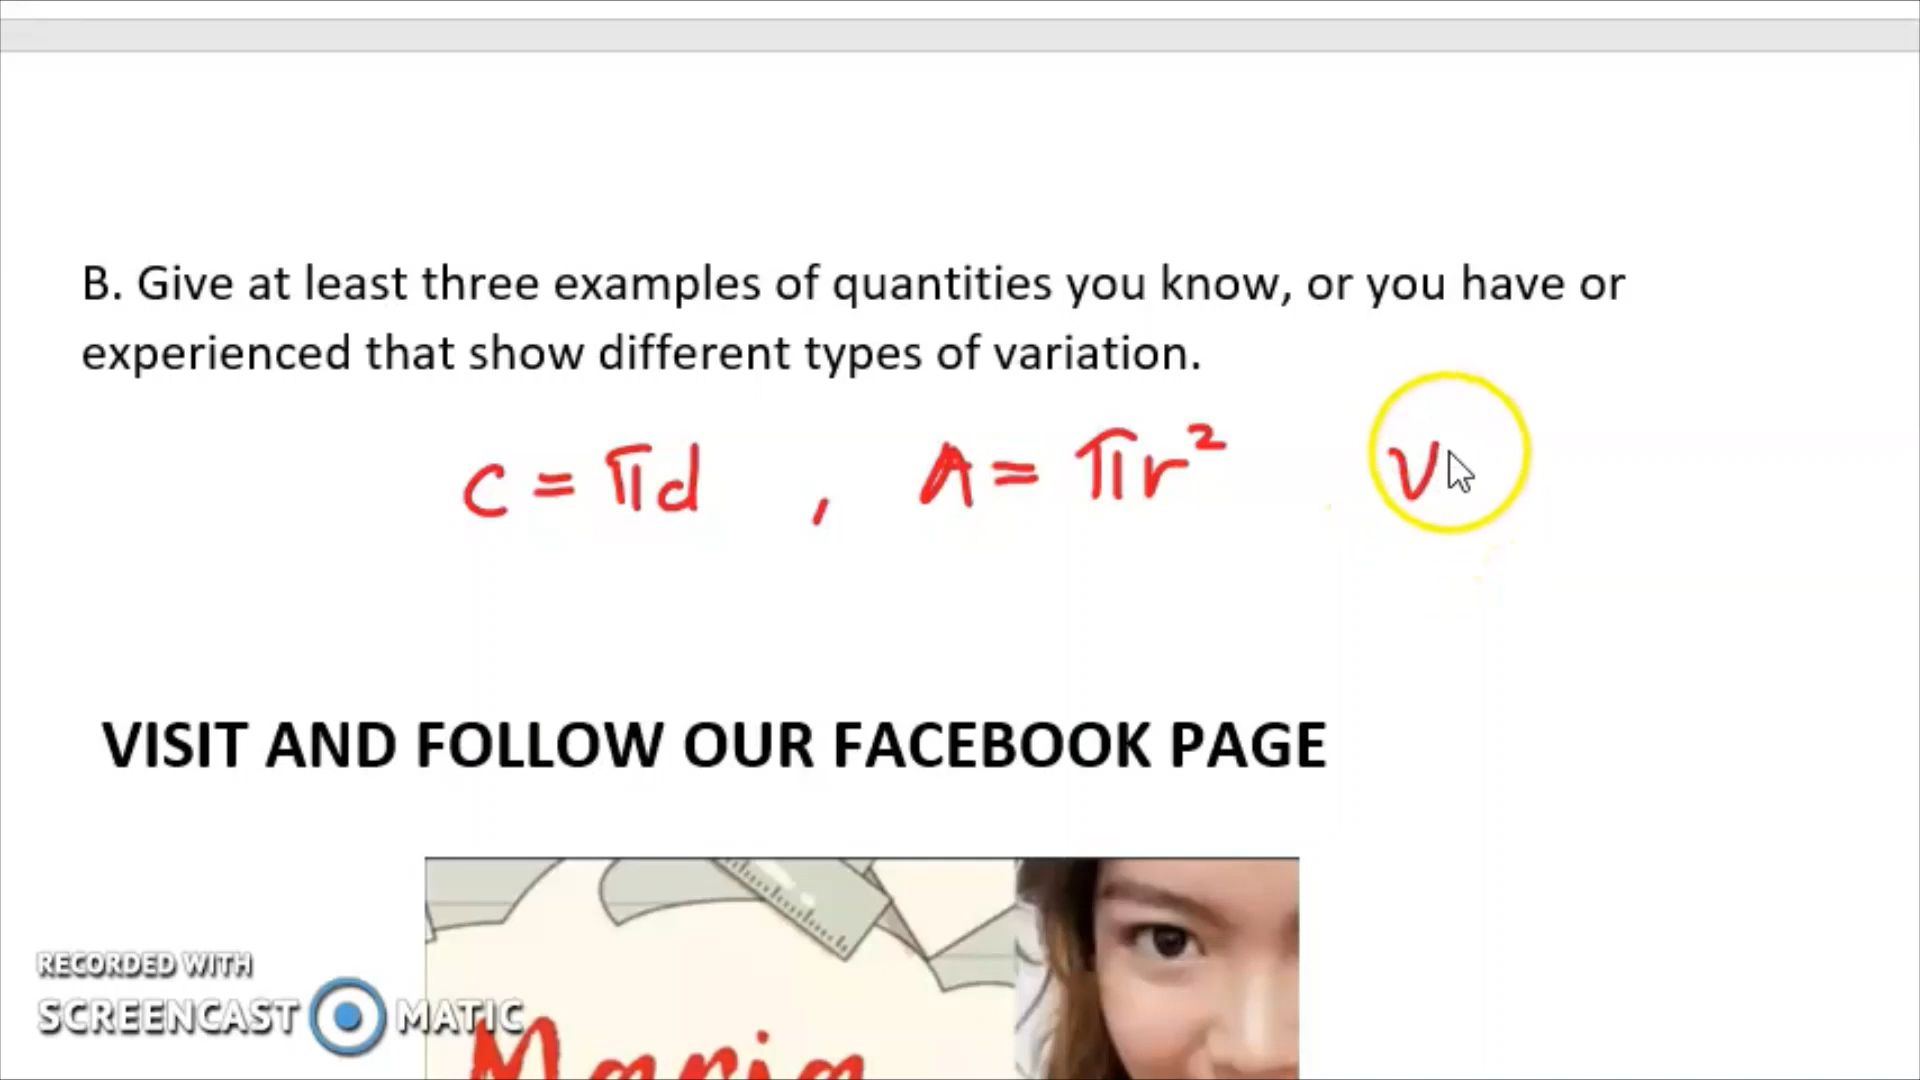 B. Give at least three examples of quantities you know, or you have or
experienced that show different types of variation.
C = πd , A = πr² V
VISIT AND FOLLOW OUR FACEBOOK PAGE
RECORDED WITH
SCREENCAST MATIC
Maria